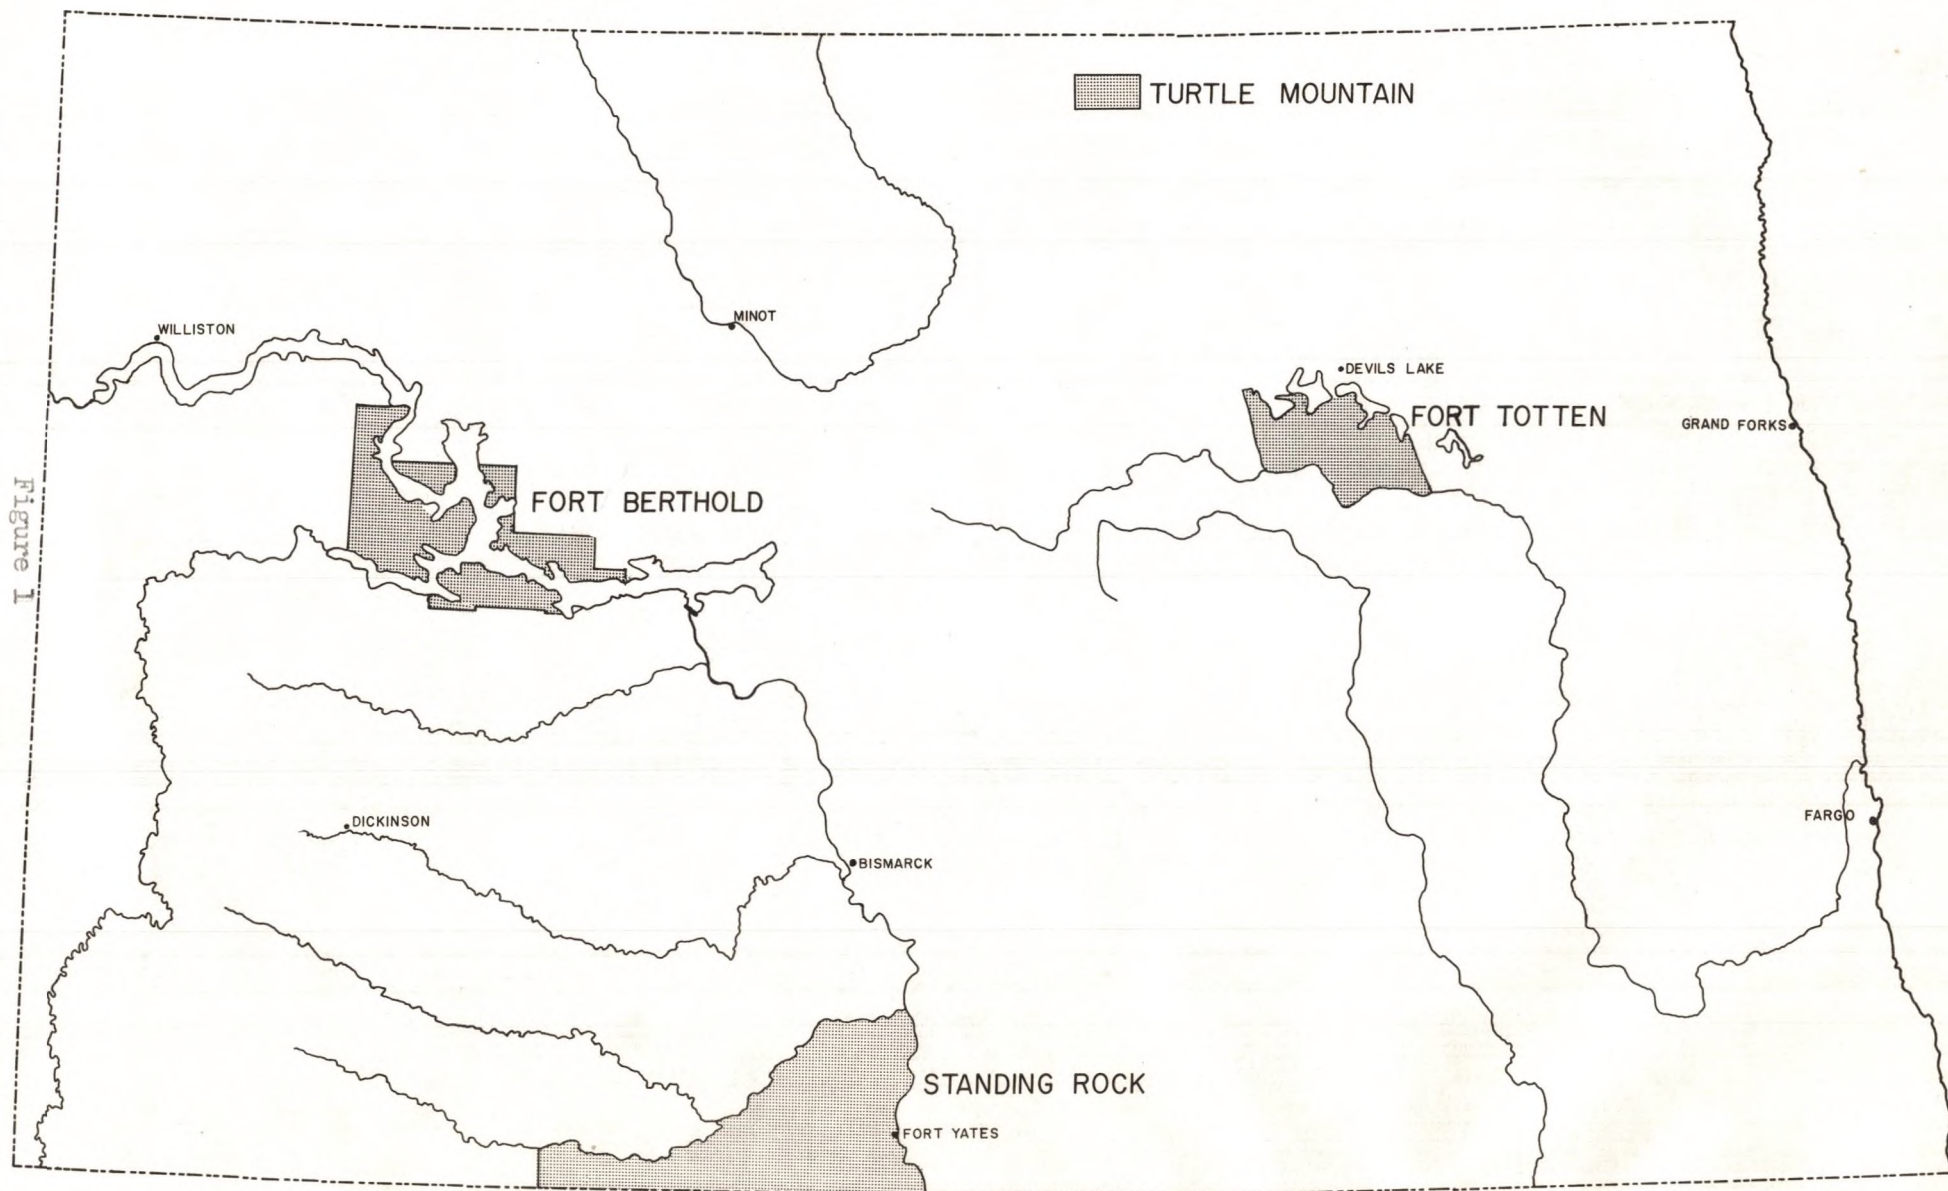 TURTLE MOUNTAIN
WILLISTON
MINOT
DEVILS LAKE
FORT TOTTEN
GRAND FORKS
FORT BERTHOLD
Figure 1
DICKINSON
FARGO
BISMARCK
STANDING ROCK
FORT YATES